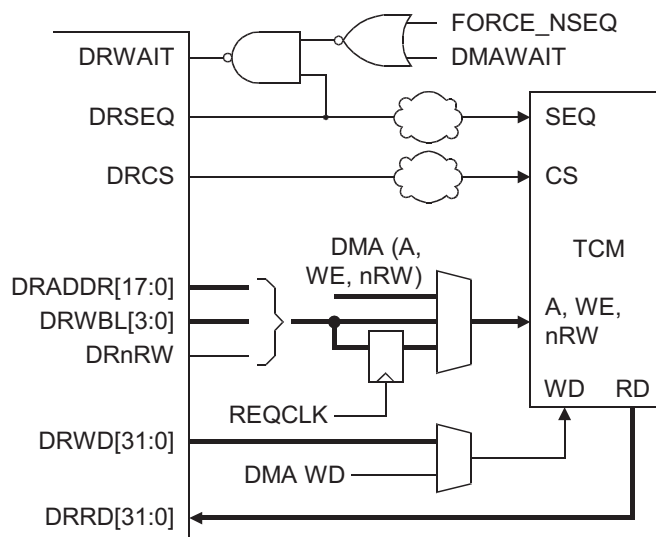 FORCE_NSEQ
DRWAIT
DMAWAIT
DRSEQ
SEQ
DRCS
CS
DMA (A,
WE, nRW)
TCM
DRADDR[17:0]
DRWBL[3:0]
A, WE,
nRW
DRnRW
WD
RD
REQCLK
DRWD[31:0]
DMA WD
DRRD[31:0]